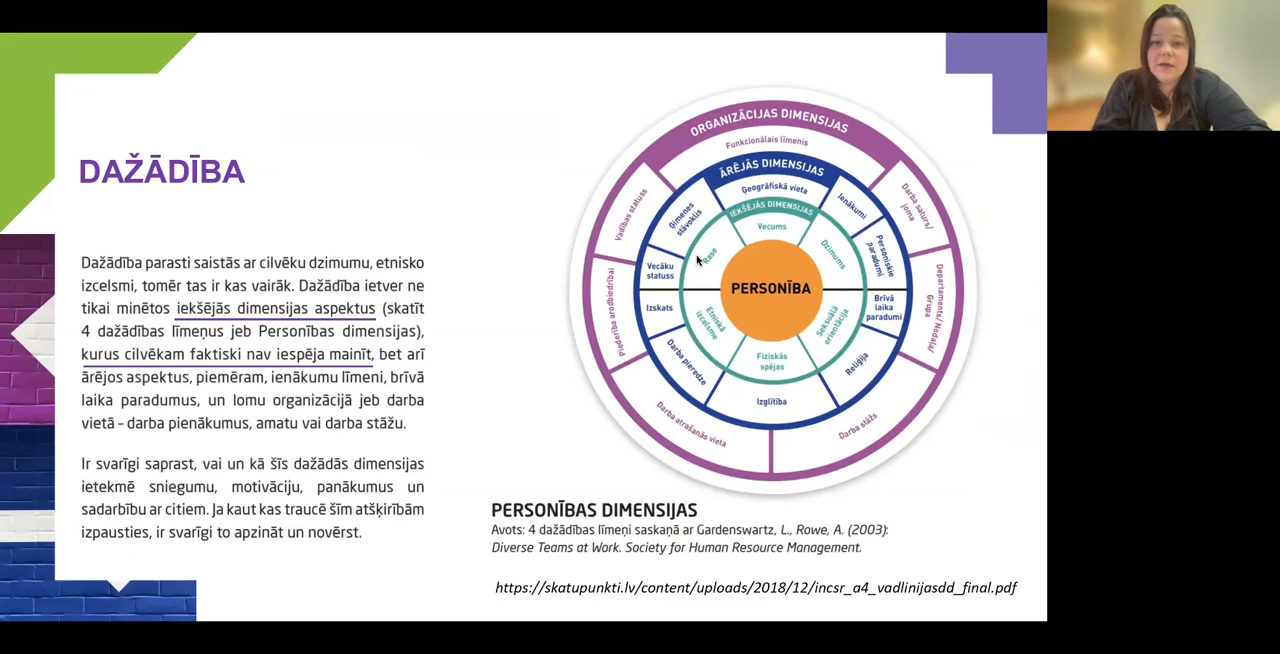 DAŽĀDĪBA
Dažādība parasti saistās ar cilvēku dzimumu, etnisko
izcelsmi, tomēr tas ir kas vairāk. Dažādība ietver ne
tikai minētos iekšējās dimensijas aspektus (skatīt
4 dažādības līmeņus jeb Personības dimensijas),
kurus cilvēkam faktiski nav iespēja mainīt, bet arī
ārējos aspektus, piemēram, ienākumu līmeni, brīvā
laika paradumus, un lomu organizācijā jeb darba
vietā – darba pienākumus, amatu vai darba stāžu.
Ir svarīgi saprast, vai un kā šīs dažādās dimensijas
ietekmē sniegumu, motivāciju, panākumus un
sadarbību ar citiem. Ja kaut kas traucē šīm atšķirībām
izpausties, ir svarīgi to apzināt un novērst.
ORGANIZĀCIJAS DIMENSIJAS
Funkcionālais līmenis
Darba saturs/
joma
Departaments/ Nodaļa/
Grupa
Darba stāžs
Darba atrašanās vieta
Piederība arodbiedrībai
Vadības statuss
ĀRĒJĀS DIMENSIJAS
Ģeogrāfiskā vieta
Ienākumi
Personiskie
paradumi
Brīvā
laika
paradumi
Reliģija
Izglītība
Darba pieredze
Izskats
Vecāku
statuss
Ģimenes
stāvoklis
IEKŠĒJĀS DIMENSIJAS
Vecums
Dzimums
Seksuālā
orientācija
Fiziskās
spējas
Etniskā
izcelsme
Rase
PERSONĪBA
PERSONĪBAS DIMENSIJAS
Avots: 4 dažādības līmeņi saskaņā ar Gardenswartz, L., Rowe, A. (2003):
Diverse Teams at Work. Society for Human Resource Management.
https://skatupunkti.lv/content/uploads/2018/12/incsr_a4_vadlinijasdd_final.pdf